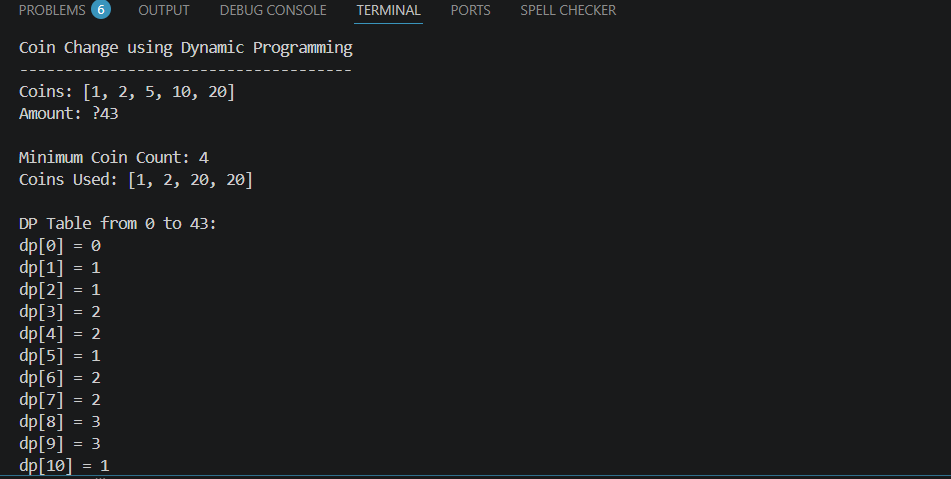 PROBLEMS 6 OUTPUT DEBUG CONSOLE TERMINAL PORTS SPELL CHECKER
Coin Change using Dynamic Programming
-------------------------------------
Coins: [1, 2, 5, 10, 20]
Amount: ?43
Minimum Coin Count: 4
Coins Used: [1, 2, 20, 20]
DP Table from 0 to 43:
dp[0] = 0
dp[1] = 1
dp[2] = 1
dp[3] = 2
dp[4] = 2
dp[5] = 1
dp[6] = 2
dp[7] = 2
dp[8] = 3
dp[9] = 3
dp[10] = 1